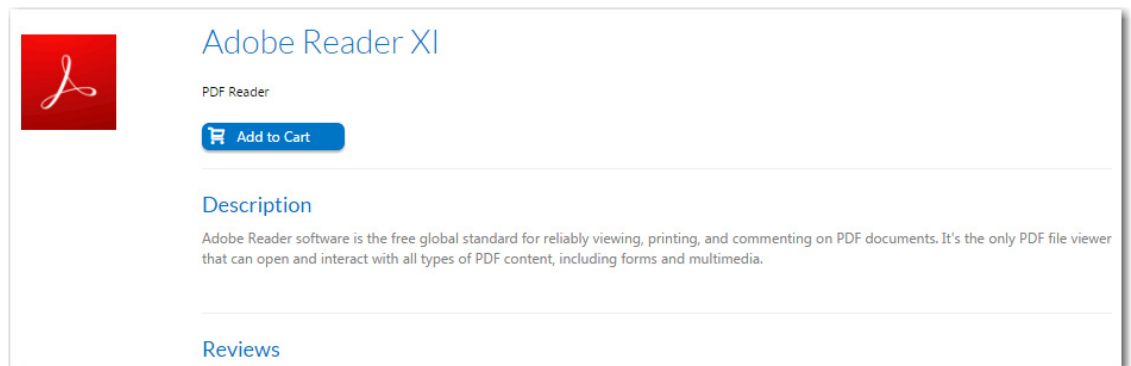 Adobe Reader XI
PDF Reader
Add to Cart
Description
Adobe Reader software is the free global standard for reliably viewing, printing, and commenting on PDF documents. It's the only PDF file viewer
that can open and interact with all types of PDF content, including forms and multimedia.
Reviews